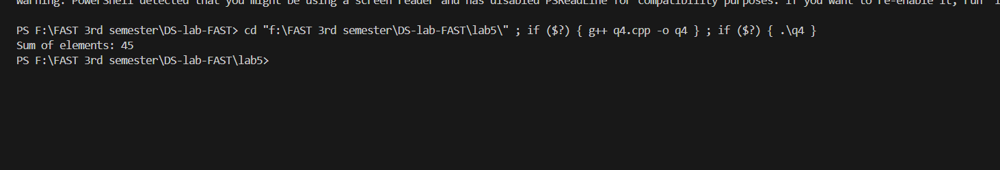 warning: PowerShell detected that you might be using a screen reader and has disabled PSReadLine for compatibility purposes. If you want to re-enable it, run
PS F:\FAST 3rd semester\DS-lab-FAST> cd "f:\FAST 3rd semester\DS-lab-FAST\lab5\" ; if ($?) { g++ q4.cpp -o q4 } ; if ($?) { .\q4 }
Sum of elements: 45
PS F:\FAST 3rd semester\DS-lab-FAST\lab5>